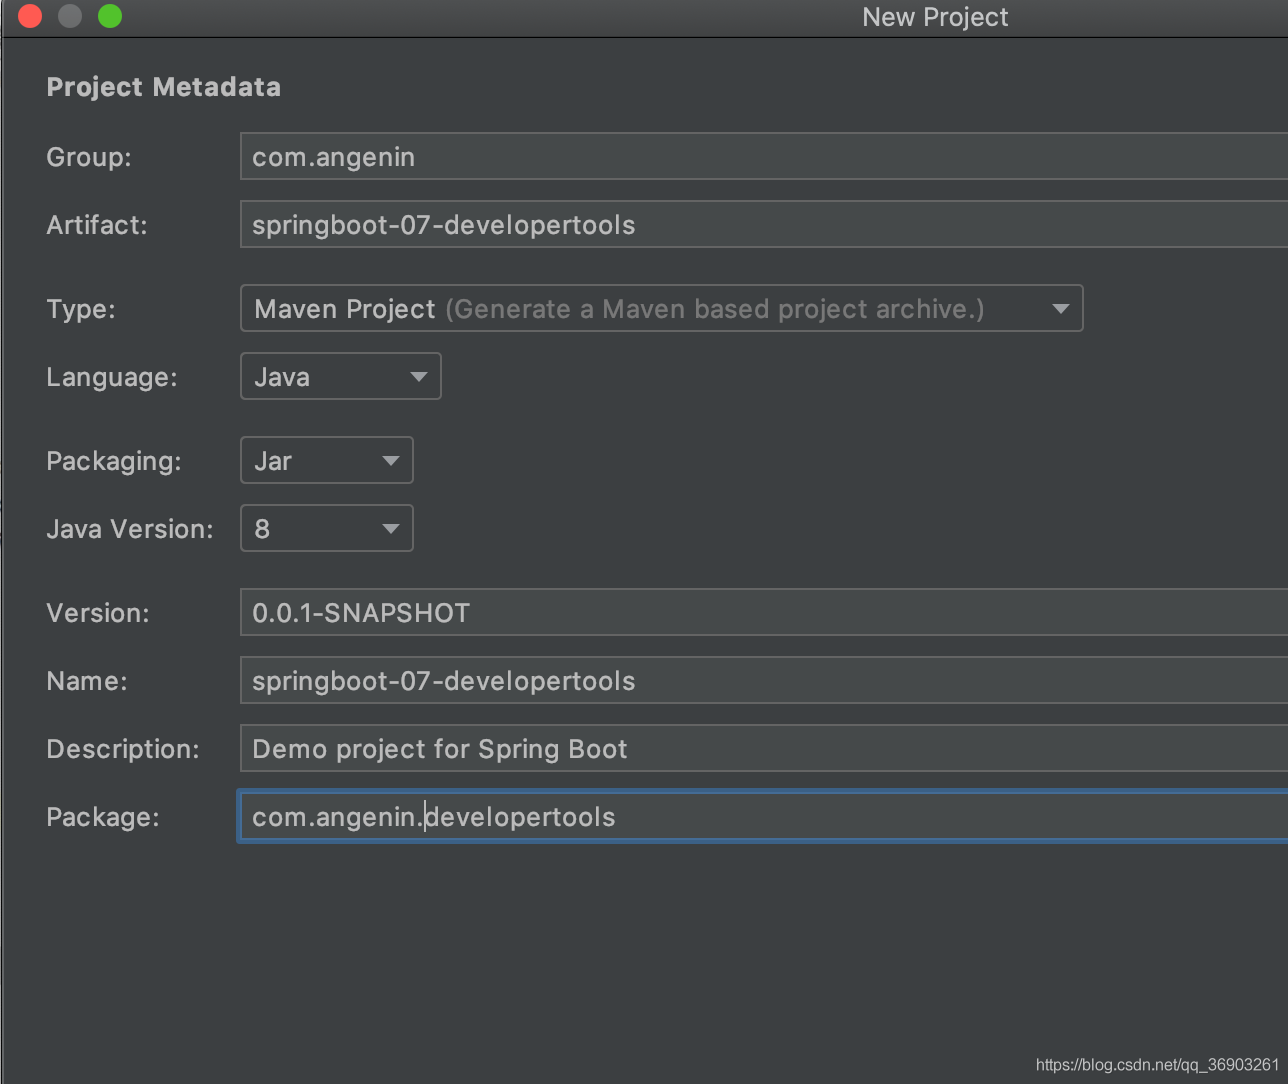 New Project
Project Metadata
Group: com.angenin
Artifact: springboot-07-developertools
Type: Maven Project (Generate a Maven based project archive.)
Language: Java
Packaging: Jar
Java Version: 8
Version: 0.0.1-SNAPSHOT
Name: springboot-07-developertools
Description: Demo project for Spring Boot
Package: com.angenin.developertools
https://blog.csdn.net/qq_36903261